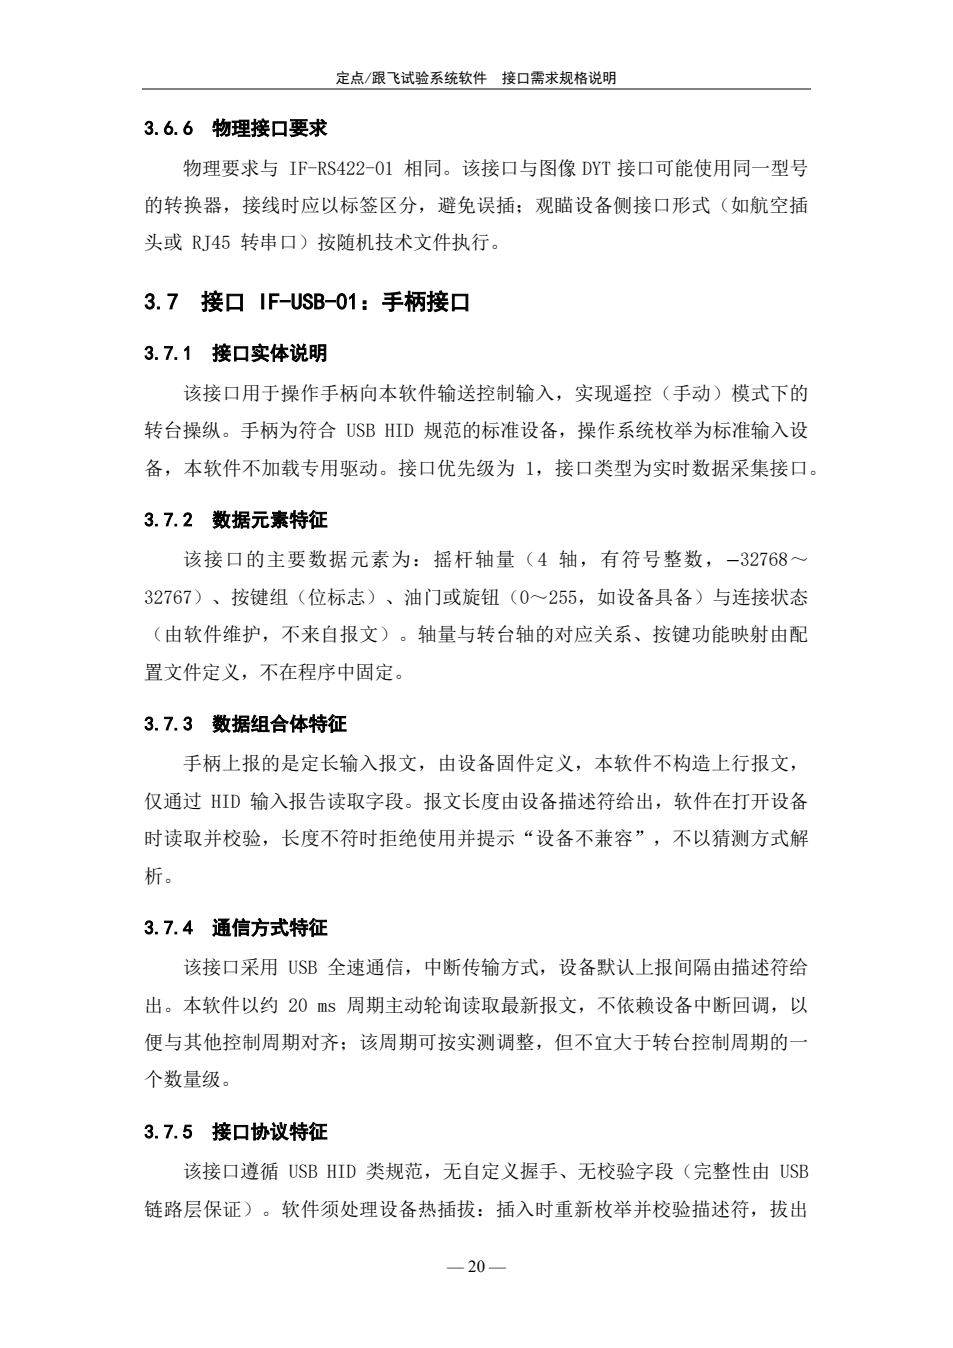 定点/跟飞试验系统软件　接口需求规格说明
3.6.6　物理接口要求
物理要求与 IF-RS422-01 相同。该接口与图像 DYT 接口可能使用同一型号
的转换器，接线时应以标签区分，避免误插；观瞄设备侧接口形式（如航空插
头或 RJ45 转串口）按随机技术文件执行。
3.7　接口 IF-USB-01：手柄接口
3.7.1　接口实体说明
该接口用于操作手柄向本软件输送控制输入，实现遥控（手动）模式下的
转台操纵。手柄为符合 USB HID 规范的标准设备，操作系统枚举为标准输入设
备，本软件不加载专用驱动。接口优先级为 1，接口类型为实时数据采集接口。
3.7.2　数据元素特征
该接口的主要数据元素为：摇杆轴量（4 轴，有符号整数，−32768～
32767）、按键组（位标志）、油门或旋钮（0～255，如设备具备）与连接状态
（由软件维护，不来自报文）。轴量与转台轴的对应关系、按键功能映射由配
置文件定义，不在程序中固定。
3.7.3　数据组合体特征
手柄上报的是定长输入报文，由设备固件定义，本软件不构造上行报文，
仅通过 HID 输入报告读取字段。报文长度由设备描述符给出，软件在打开设备
时读取并校验，长度不符时拒绝使用并提示“设备不兼容”，不以猜测方式解
析。
3.7.4　通信方式特征
该接口采用 USB 全速通信，中断传输方式，设备默认上报间隔由描述符给
出。本软件以约 20 ms 周期主动轮询读取最新报文，不依赖设备中断回调，以
便与其他控制周期对齐；该周期可按实测调整，但不宜大于转台控制周期的一
个数量级。
3.7.5　接口协议特征
该接口遵循 USB HID 类规范，无自定义握手、无校验字段（完整性由 USB
链路层保证）。软件须处理设备热插拔：插入时重新枚举并校验描述符，拔出
— 20 —